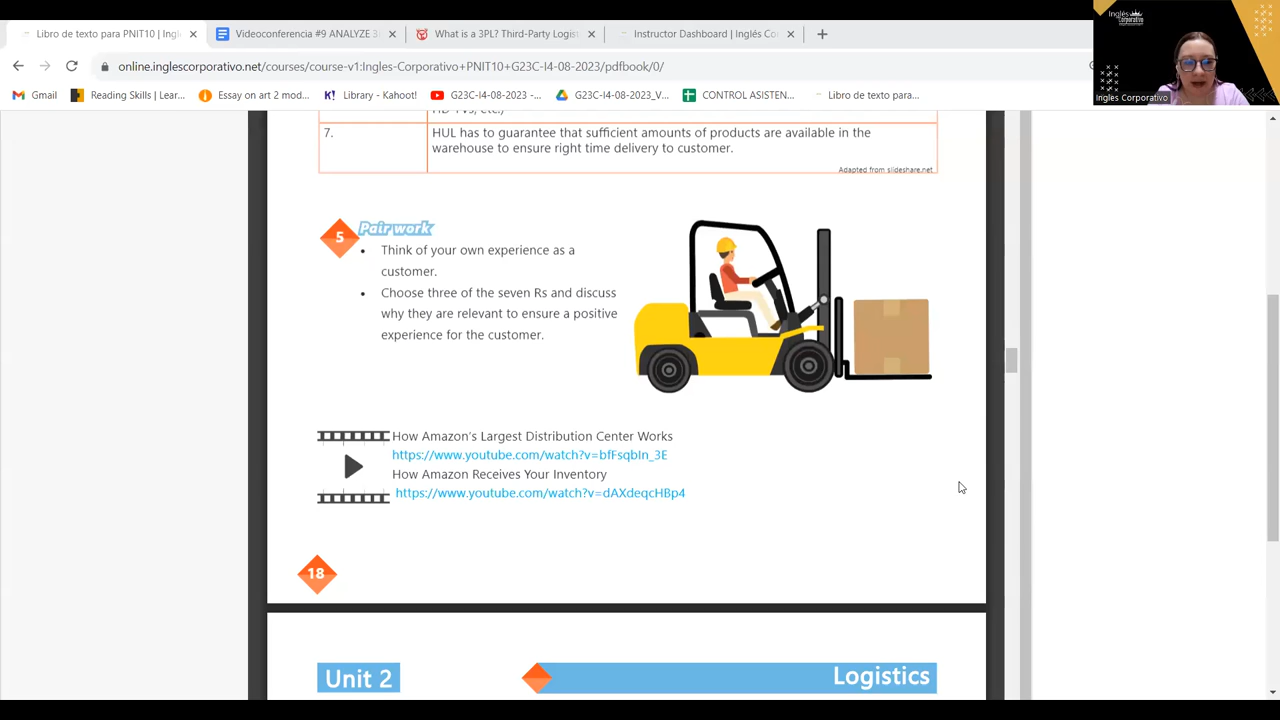 Libro de texto para PNIT10 | Ingl
Videoconferencia #9 ANALYZE 3
What is a 3PL? Third-Party Logist
Instructor Dashboard | Inglés Co
online.inglescorporativo.net/courses/course-v1:Ingles-Corporativo+PNIT10+G23C-I4-08-2023/pdfbook/0/
Gmail
Reading Skills | Lear...
Essay on art 2 mod...
Library - Kano
G23C-I4-08-2023 -...
G23C-I4-08-2023_V...
CONTROL ASISTEN...
Libro de texto para...
Inglés
Corporativo
Ingles Corporativo
7.
HUL has to guarantee that sufficient amounts of products are available in the
warehouse to ensure right time delivery to customer.
Adapted from slideshare.net
5
Pair work
• Think of your own experience as a
customer.
• Choose three of the seven Rs and discuss
why they are relevant to ensure a positive
experience for the customer.
How Amazon's Largest Distribution Center Works
https://www.youtube.com/watch?v=bfFsqbIn_3E
How Amazon Receives Your Inventory
https://www.youtube.com/watch?v=dAXdeqcHBp4
18
Unit 2
Logistics